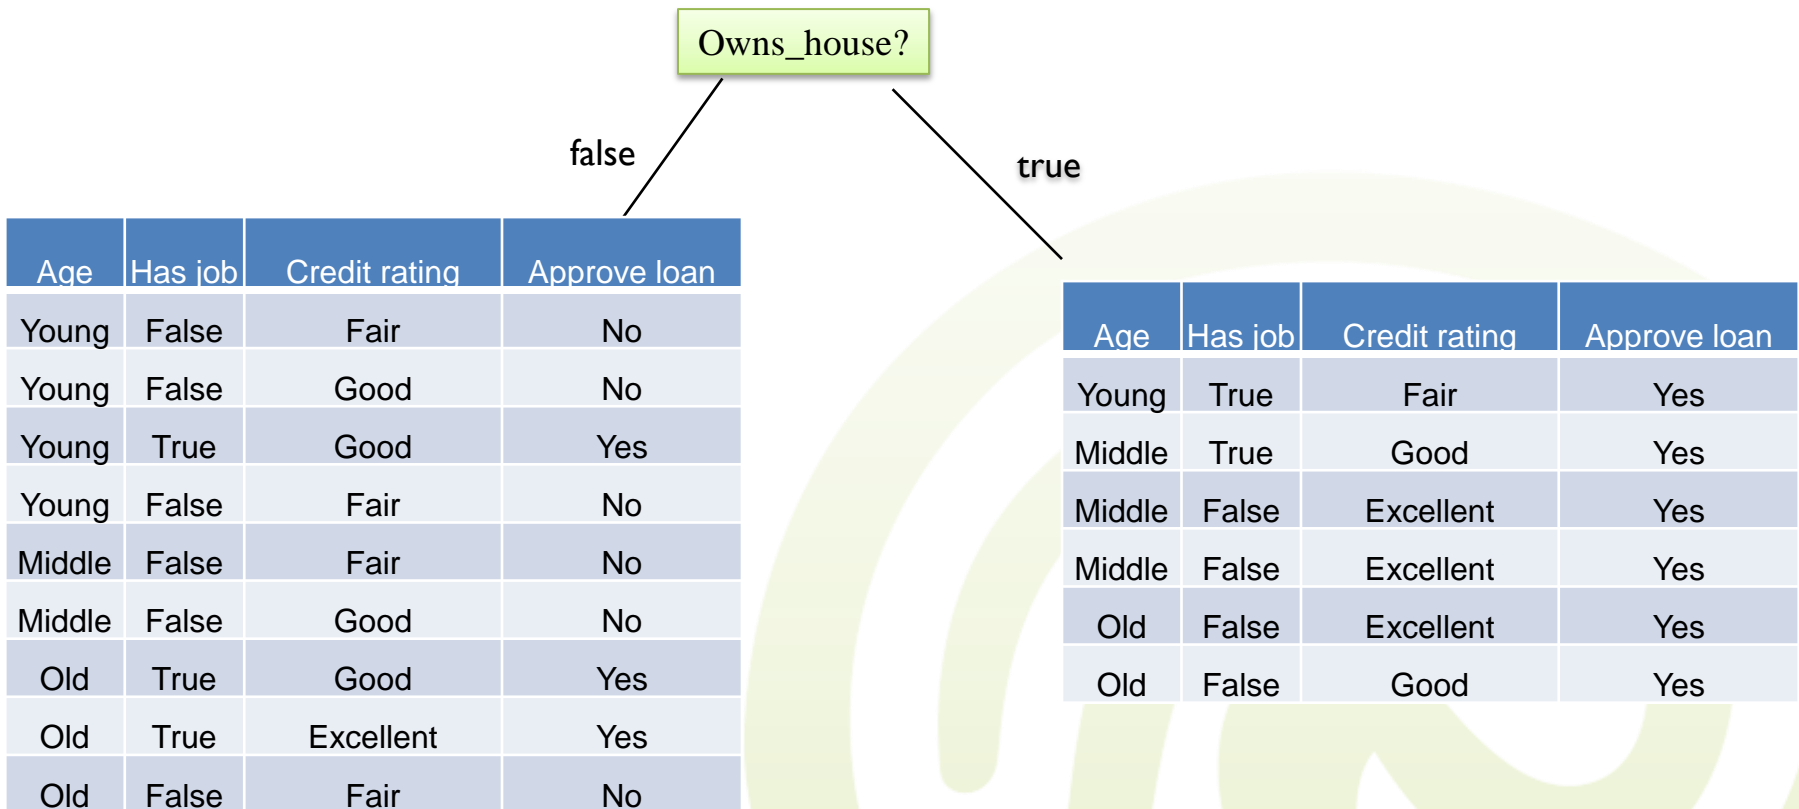 Owns_house?
false
true
Age Has job Credit rating Approve loan
Young False Fair No
Young False Good No
Young True Good Yes
Young False Fair No
Middle False Fair No
Middle False Good No
Old True Good Yes
Old True Excellent Yes
Old False Fair No
Age Has job Credit rating Approve loan
Young True Fair Yes
Middle True Good Yes
Middle False Excellent Yes
Middle False Excellent Yes
Old False Excellent Yes
Old False Good Yes